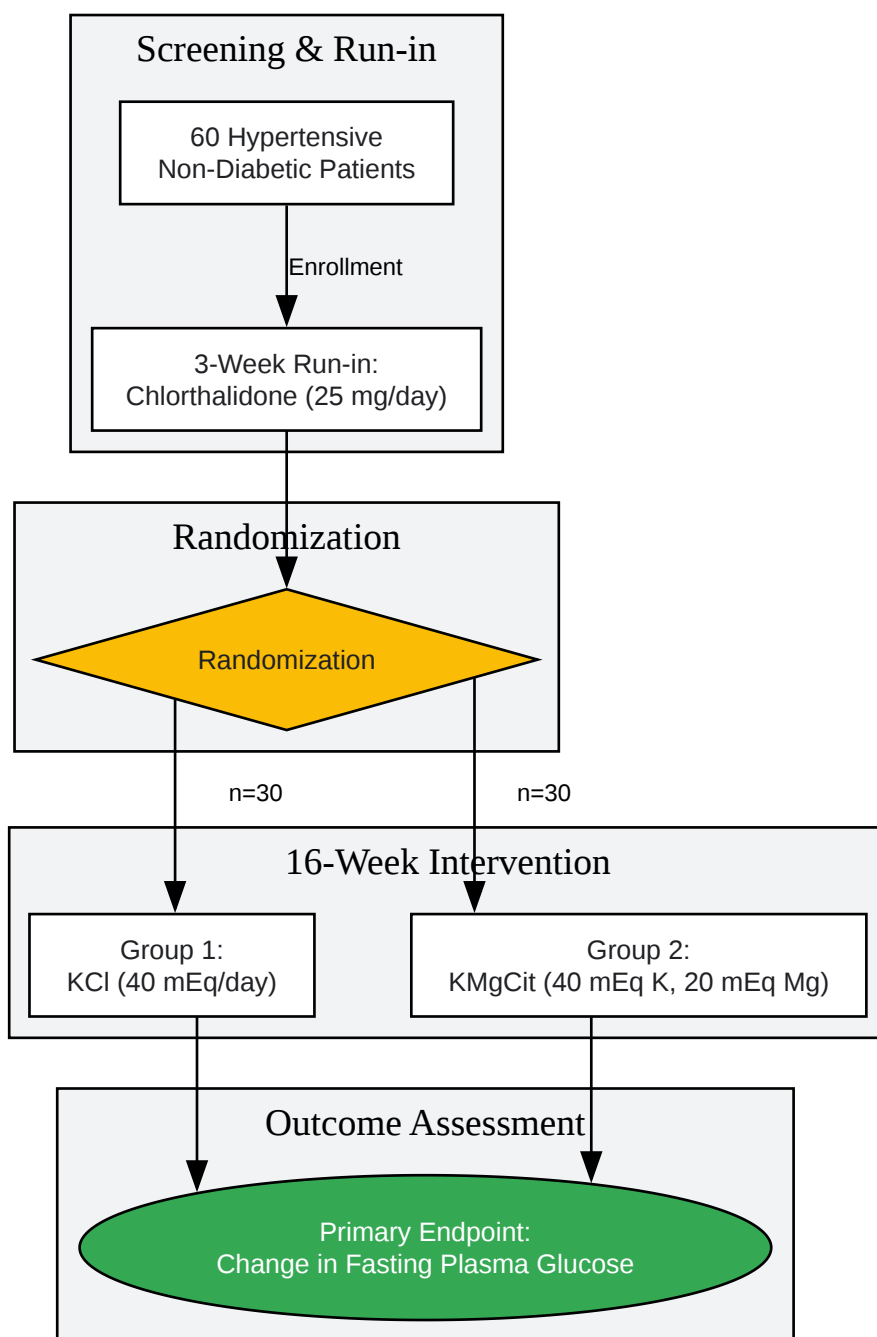 Screening & Run-in
60 Hypertensive
Non-Diabetic Patients
Enrollment
3-Week Run-in:
Chlorthalidone (25 mg/day)
Randomization
Randomization
n=30
n=30
16-Week Intervention
Group 1:
KCl (40 mEq/day)
Group 2:
KMgCit (40 mEq K, 20 mEq Mg)
Outcome Assessment
Primary Endpoint:
Change in Fasting Plasma Glucose